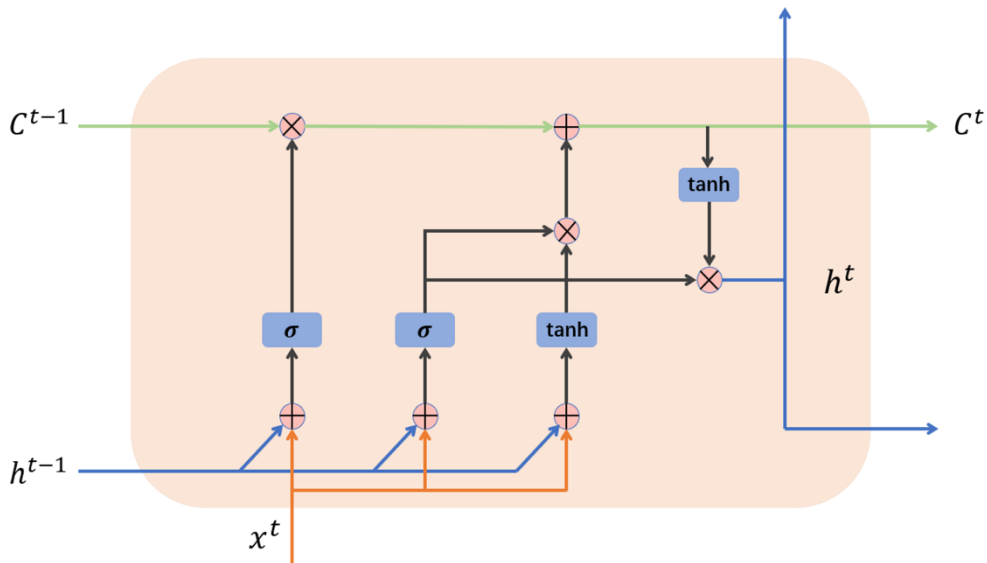 C^{t-1}
C^t
tanh
h^t
σ
σ
tanh
h^{t-1}
x^t